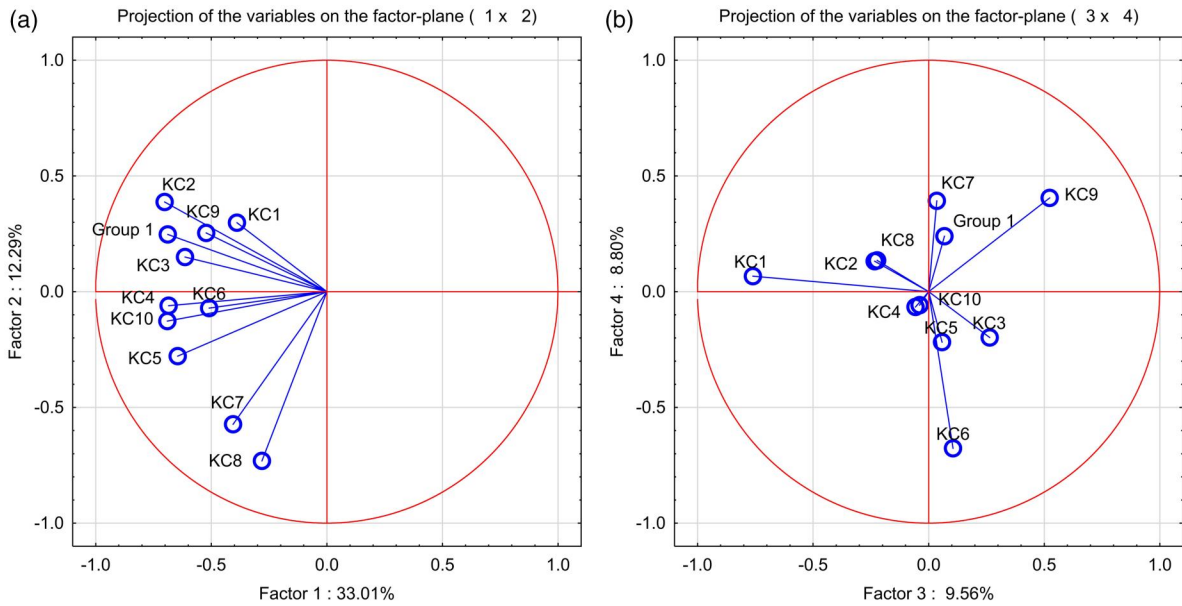 (a) Projection of the variables on the factor-plane ( 1 x 2)
1.0
0.5
0.0
-0.5
-1.0
Factor 2 : 12.29%
KC2
KC9
KC1
Group 1
KC3
KC4
KC6
KC10
KC5
KC7
KC8
-1.0 -0.5 0.0 0.5 1.0
Factor 1 : 33.01%
(b) Projection of the variables on the factor-plane ( 3 x 4)
1.0
0.5
0.0
-0.5
-1.0
Factor 4 : 8.80%
KC7
KC9
Group 1
KC8
KC2
KC1
KC10
KC4
KC5
KC3
KC6
-1.0 -0.5 0.0 0.5 1.0
Factor 3 : 9.56%